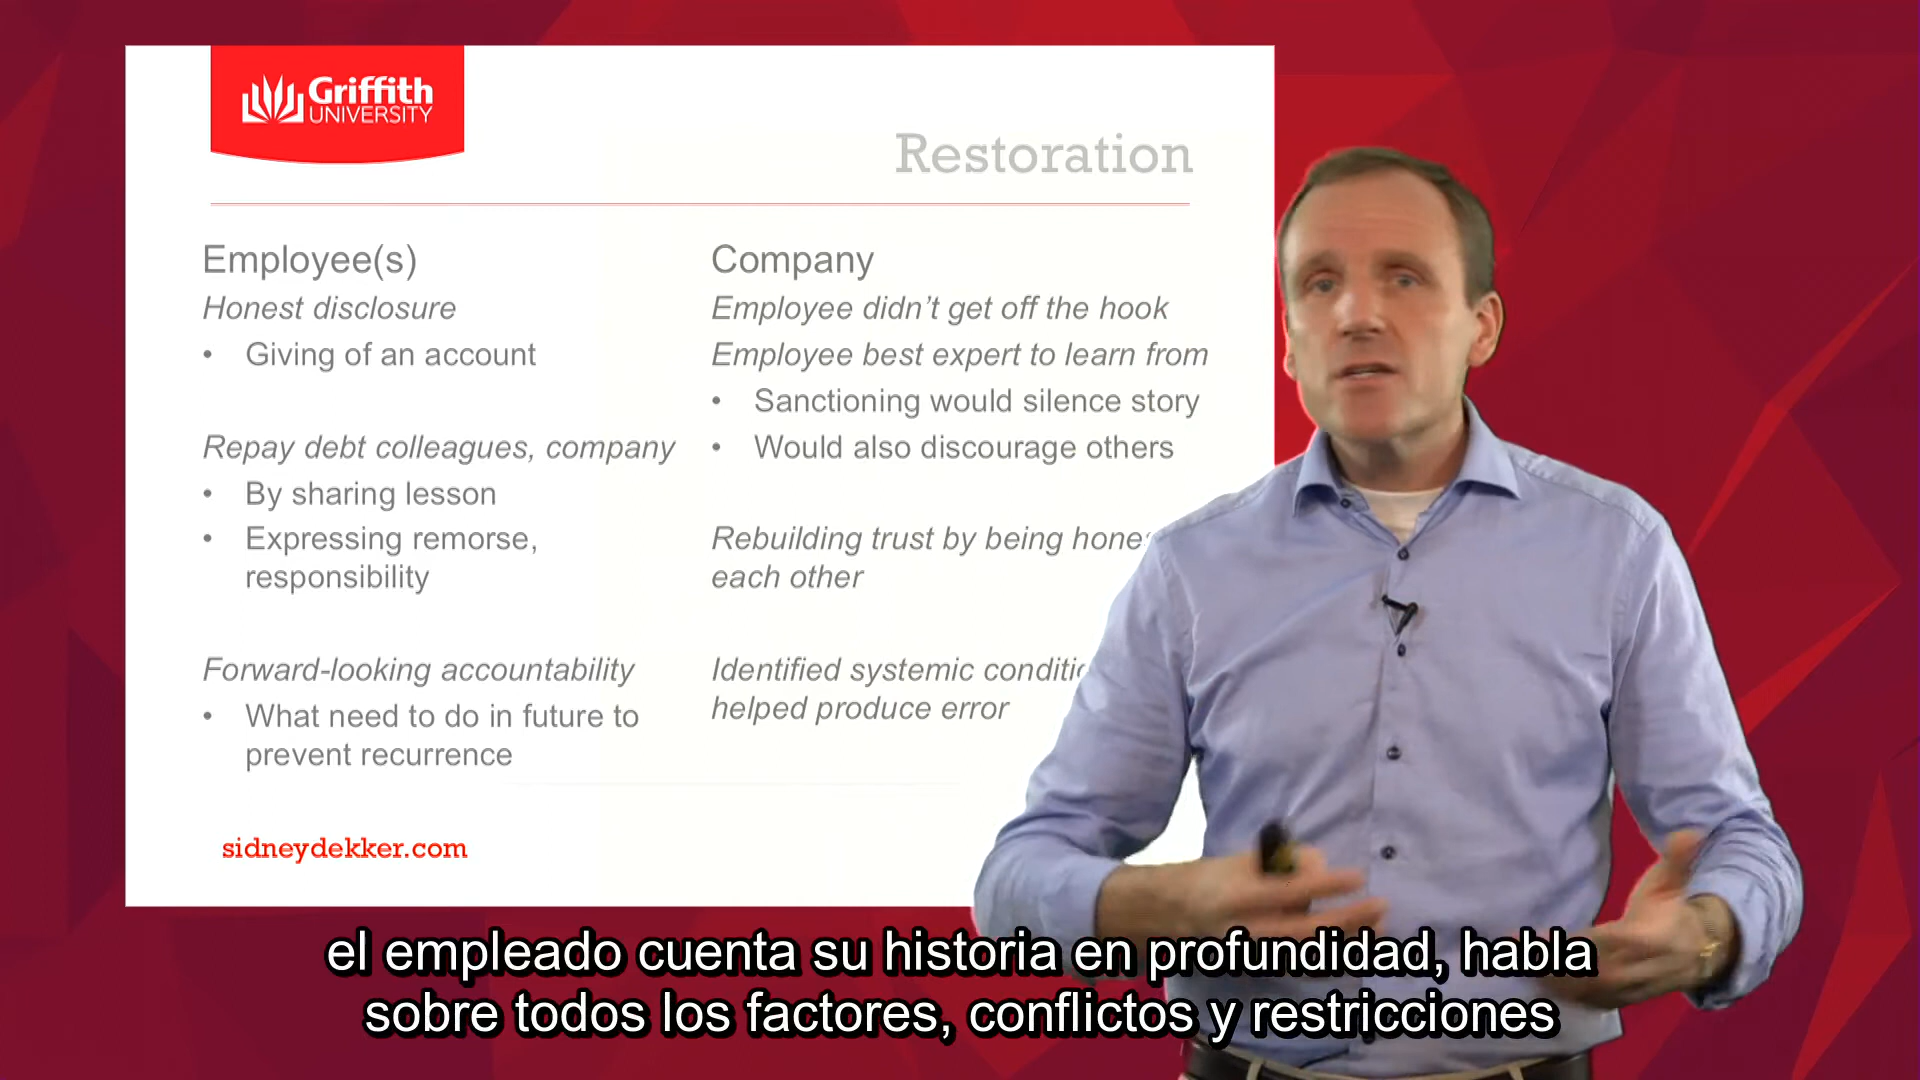 Griffith
UNIVERSITY
Restoration
Employee(s)
Honest disclosure
• Giving of an account
Repay debt colleagues, company
• By sharing lesson
• Expressing remorse,
responsibility
Forward-looking accountability
• What need to do in future to
prevent recurrence
Company
Employee didn’t get off the hook
Employee best expert to learn from
• Sanctioning would silence story
• Would also discourage others
Rebuilding trust by being
each other
Identified systemic
helped produce error
sidneydekker.com
el empleado cuenta su historia en profundidad, habla
sobre todos los factores, conflictos y restricciones